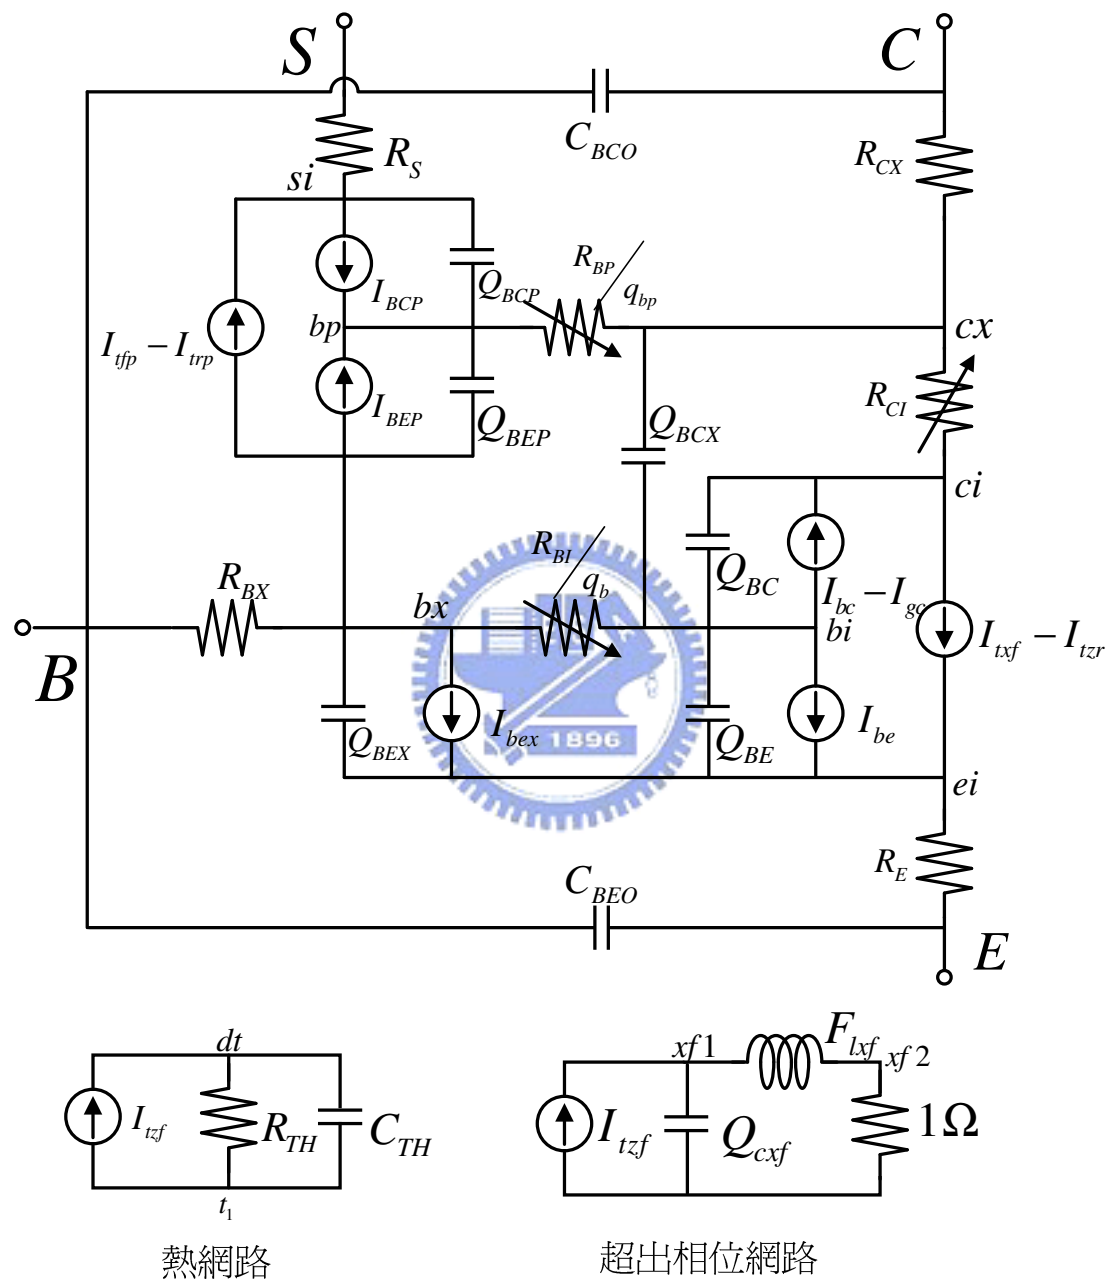 S
C
C_BCO
R_S
R_CX
si
R_BP
q_bp
I_BCP
Q_BCP
bp
cx
I_tfp − I_trp
I_BEP
Q_BEP
R_CI
Q_BCX
ci
R_BI
q_b
Q_BC
I_bc − I_gc
R_BX
bx
bi
I_txf − I_tzr
B
Q_BEX
I_bex
1896
Q_BE
I_be
ei
R_E
C_BEO
E
dt
I_tzf
R_TH
C_TH
t_1
熱網路
xf1
F_lxf
xf2
I_tzf
Q_cxf
1Ω
超出相位網路